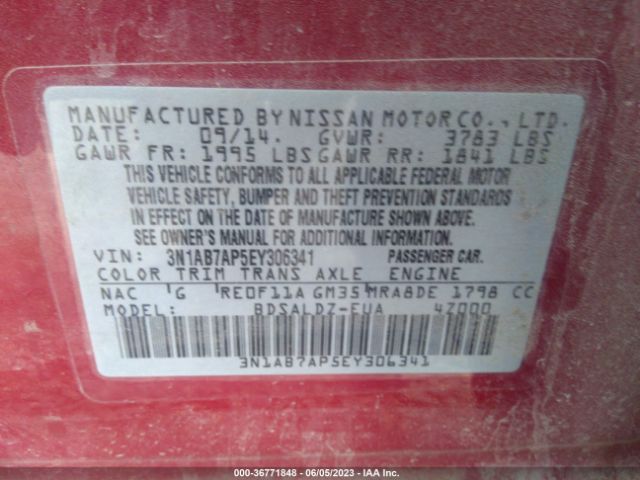 MANUFACTURED BY NISSAN MOTOR CO., LTD.
DATE: 09/14. GVWR: 3783 LBS
GAWR FR: 1995 LBS GAWR RR: 1841 LBS
THIS VEHICLE CONFORMS TO ALL APPLICABLE FEDERAL MOTOR
VEHICLE SAFETY, BUMPER AND THEFT PREVENTION STANDARDS
IN EFFECT ON THE DATE OF MANUFACTURE SHOWN ABOVE.
SEE OWNER'S MANUAL FOR ADDITIONAL INFORMATION.
VIN: 3N1AB7AP5EY306341 PASSENGER CAR.
COLOR TRIM TRANS AXLE ENGINE
NAC G RE0F11A GM35 MRA8DE 1798 CC
MODEL: BDSALDZ-EUA 4Z000
3N1AB7AP5EY306341
000-36771848 | 06/05/2023 - IAA Inc.